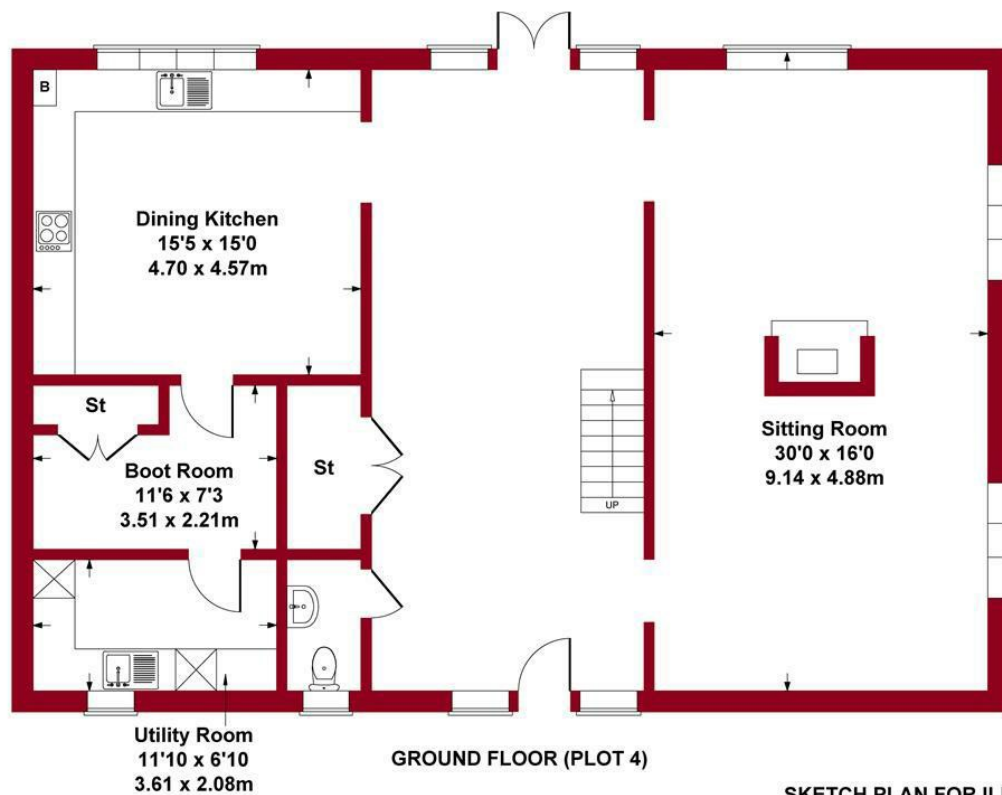 B
Dining Kitchen
15'5 x 15'0
4.70 x 4.57m
St
Boot Room
11'6 x 7'3
3.51 x 2.21m
St
UP
Sitting Room
30'0 x 16'0
9.14 x 4.88m
Utility Room
11'10 x 6'10
3.61 x 2.08m
GROUND FLOOR (PLOT 4)
SKETCH PLAN FOR